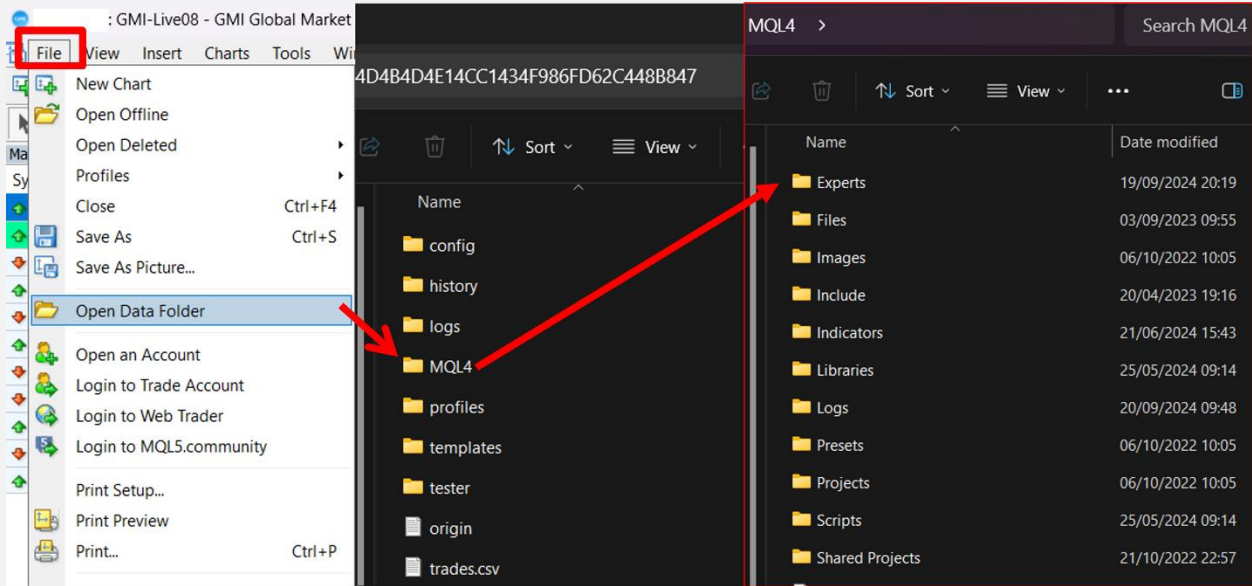 : GMI-Live08 - GMI Global Market
File View Insert Charts Tools
New Chart
Open Offline
Open Deleted
Profiles
Close Ctrl+F4
Save As Ctrl+S
Save As Picture...
Open Data Folder
Open an Account
Login to Trade Account
Login to Web Trader
Login to MQL5.community
Print Setup...
Print Preview
Print... Ctrl+P
Ma
Sy
4D4B4D4E14CC1434F986FD62C448B847
Sort View
Name
config
history
logs
MQL4
profiles
templates
tester
origin
trades.csv
MQL4 > Search MQL4
Sort View ...
Name Date modified
Experts 19/09/2024 20:19
Files 03/09/2023 09:55
Images 06/10/2022 10:05
Include 20/04/2023 19:16
Indicators 21/06/2024 15:43
Libraries 25/05/2024 09:14
Logs 20/09/2024 09:48
Presets 06/10/2022 10:05
Projects 06/10/2022 10:05
Scripts 25/05/2024 09:14
Shared Projects 21/10/2022 22:57